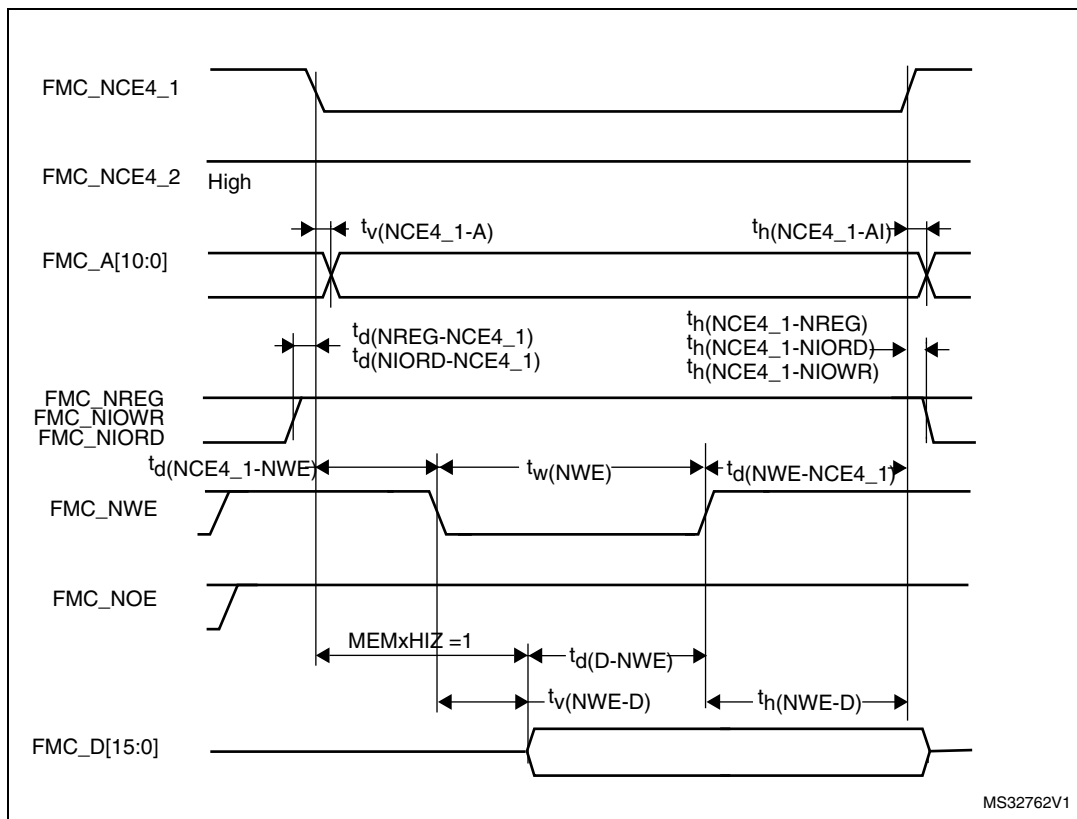 FMC_NCE4_1
FMC_NCE4_2 High
tv(NCE4_1-A) th(NCE4_1-AI)
FMC_A[10:0]
td(NREG-NCE4_1) th(NCE4_1-NREG)
td(NIORD-NCE4_1) th(NCE4_1-NIORD)
th(NCE4_1-NIOWR)
FMC_NREG
FMC_NIOWR
FMC_NIORD
td(NCE4_1-NWE) tw(NWE) td(NWE-NCE4_1)
FMC_NWE
FMC_NOE
MEMxHIZ =1
td(D-NWE)
tv(NWE-D) th(NWE-D)
FMC_D[15:0]
MS32762V1